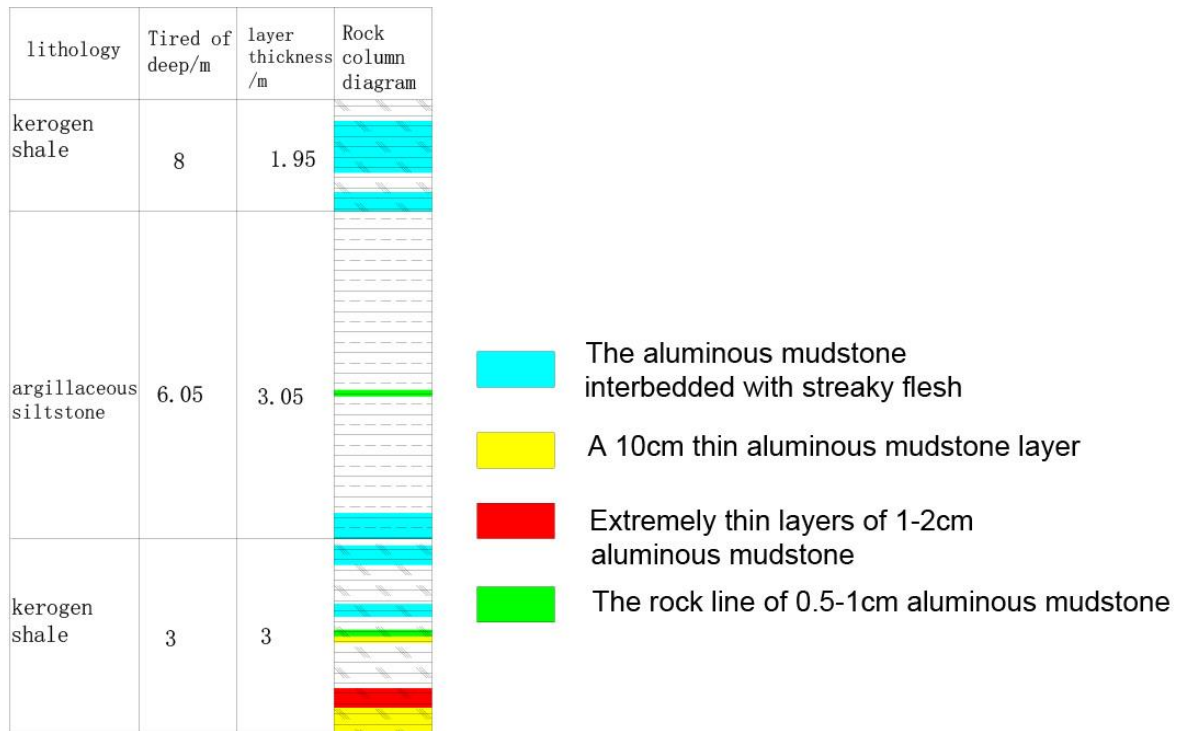 lithology
Tired of
deep/m
layer
thickness
/m
Rock
column
diagram
kerogen
shale
8
1.95
argillaceous
siltstone
6.05
3.05
kerogen
shale
3
3
The aluminous mudstone
interbedded with streaky flesh
A 10cm thin aluminous mudstone layer
Extremely thin layers of 1-2cm
aluminous mudstone
The rock line of 0.5-1cm aluminous mudstone